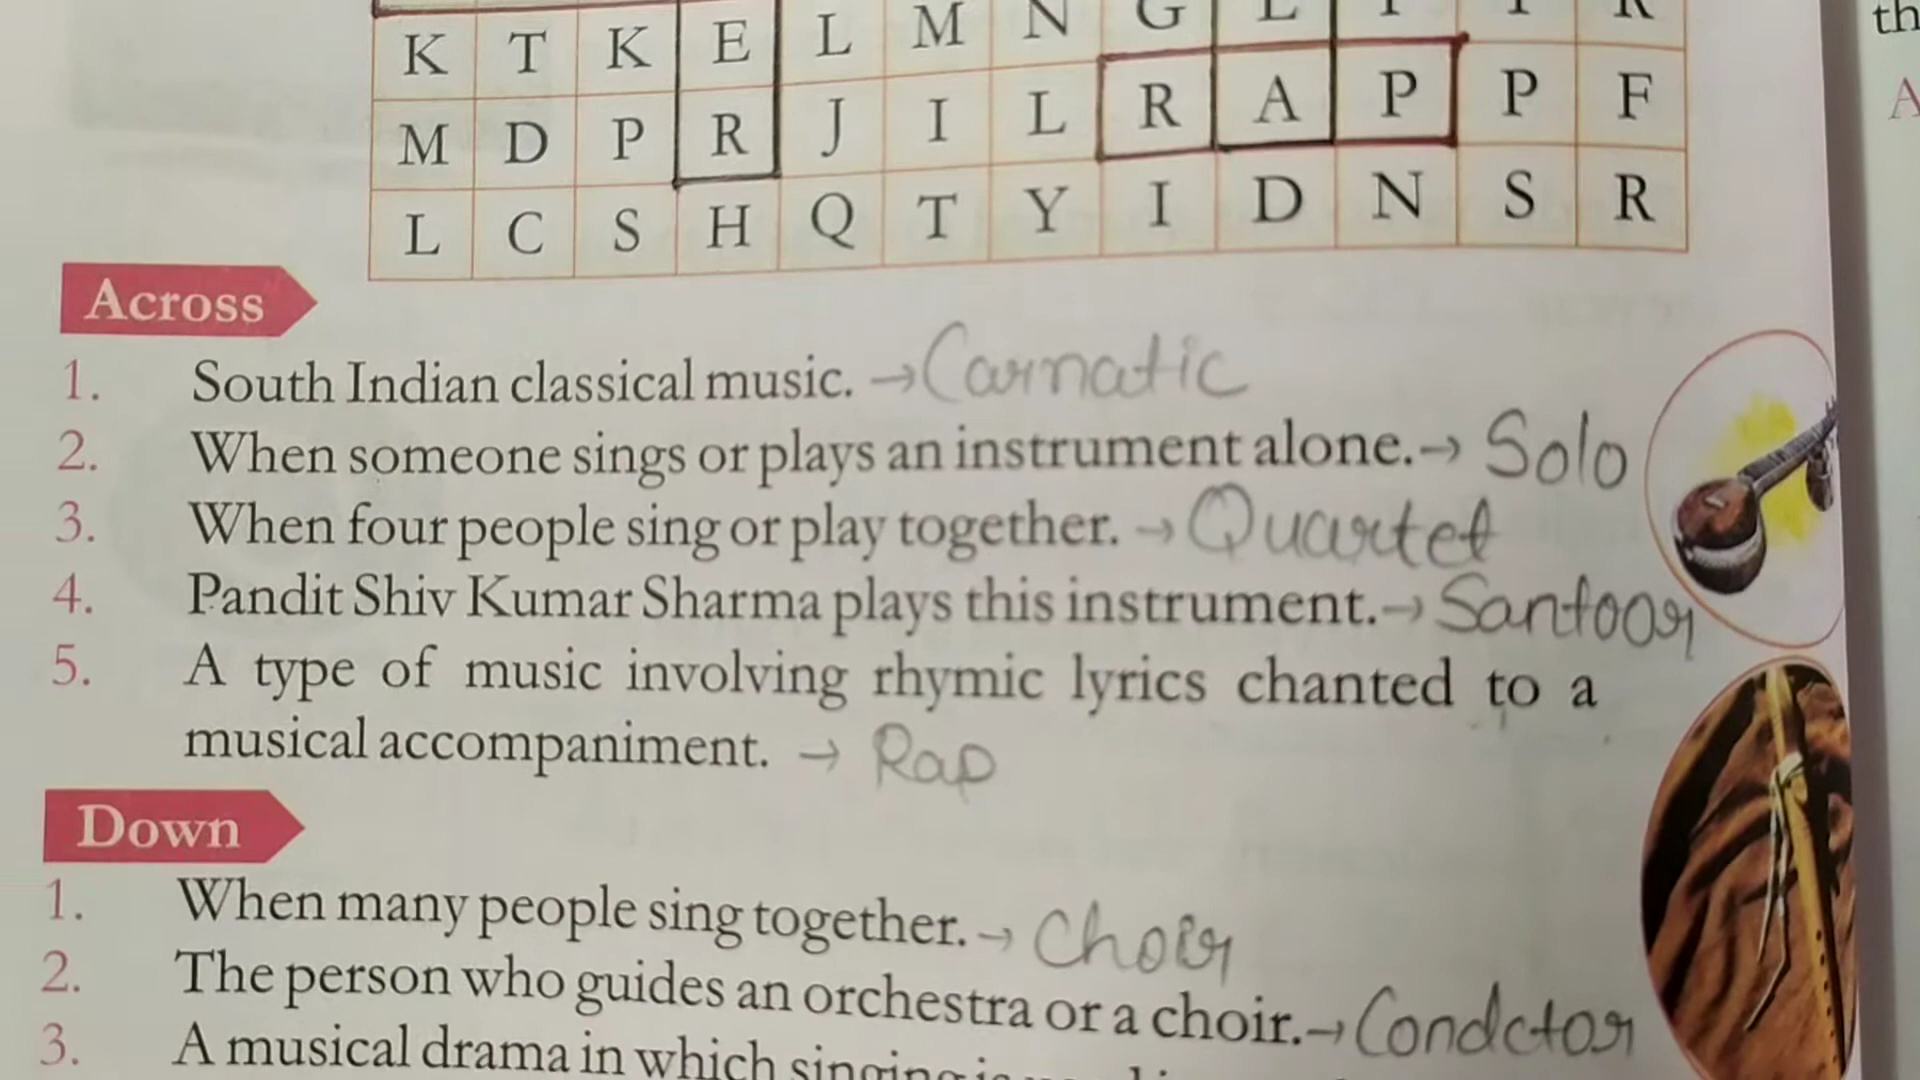 th
K T K E L M N G L R
M D P R J I L R A P P F
L C S H Q T Y I D N S R
A
Across
1. South Indian classical music. → Carnatic
2. When someone sings or plays an instrument alone. → Solo
3. When four people sing or play together. → Quartet
4. Pandit Shiv Kumar Sharma plays this instrument. → Santoor
5. A type of music involving rhymic lyrics chanted to a
musical accompaniment. → Rap
Down
1. When many people sing together. → Choir
2. The person who guides an orchestra or a choir. → Condctor
3. A musical drama in which singing is